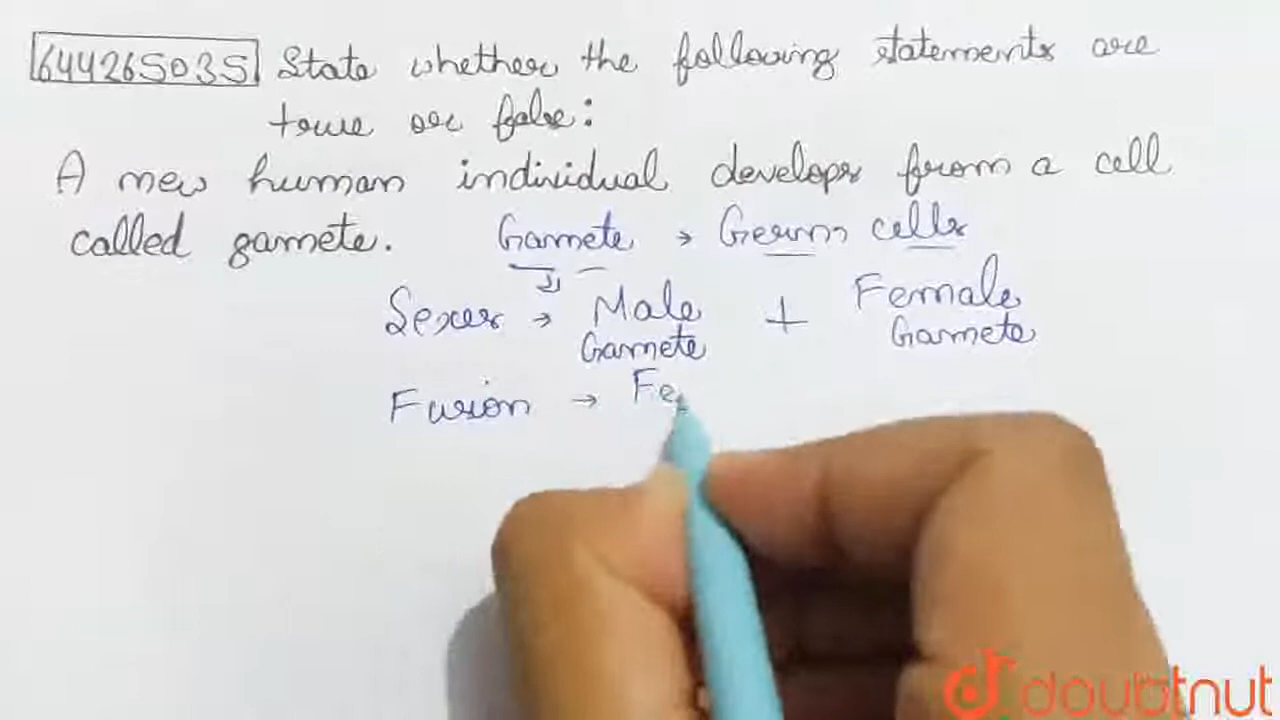 644265035 State whether the following statements are
true or false:
A new human individual develops from a cell
called gamete. Gamete → Germ cells
Sexes → Male + Female
Gamete Gamete
Fusion → Fe
doubtnut